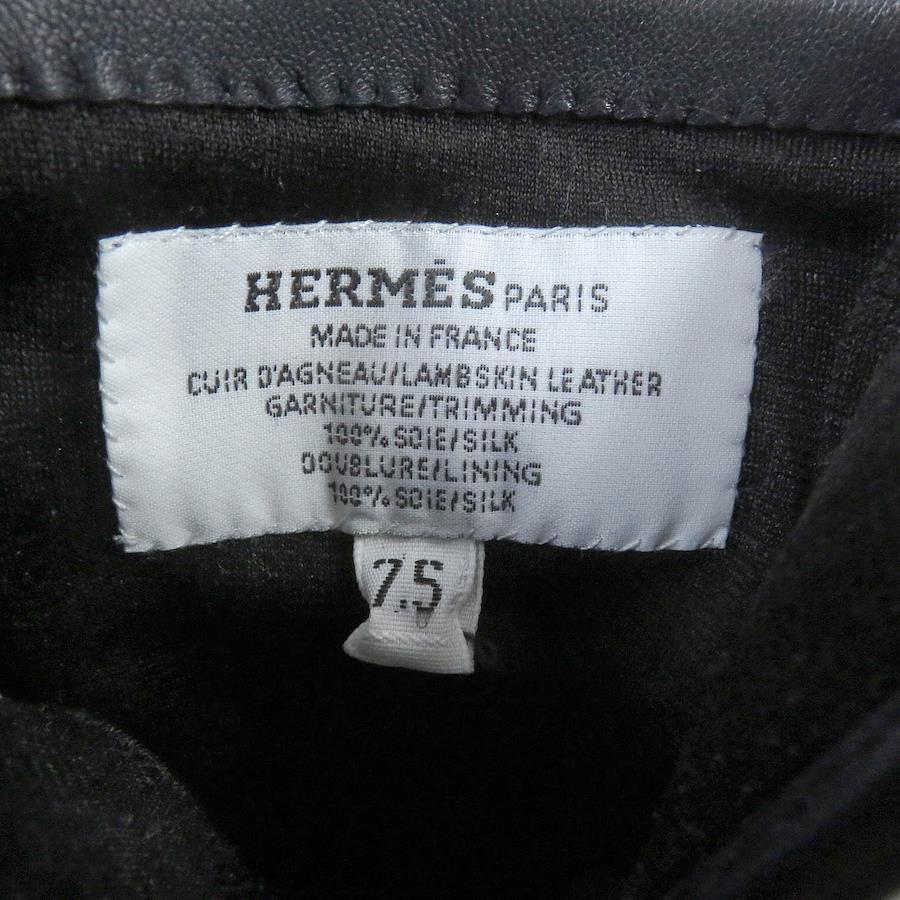 HERMÈS PARIS
MADE IN FRANCE
CUIR D'AGNEAU/LAMBSKIN LEATHER
GARNITURE/TRIMMING
100% SOIE/SILK
DOUBLURE/LINING
100% SOIE/SILK
7.5